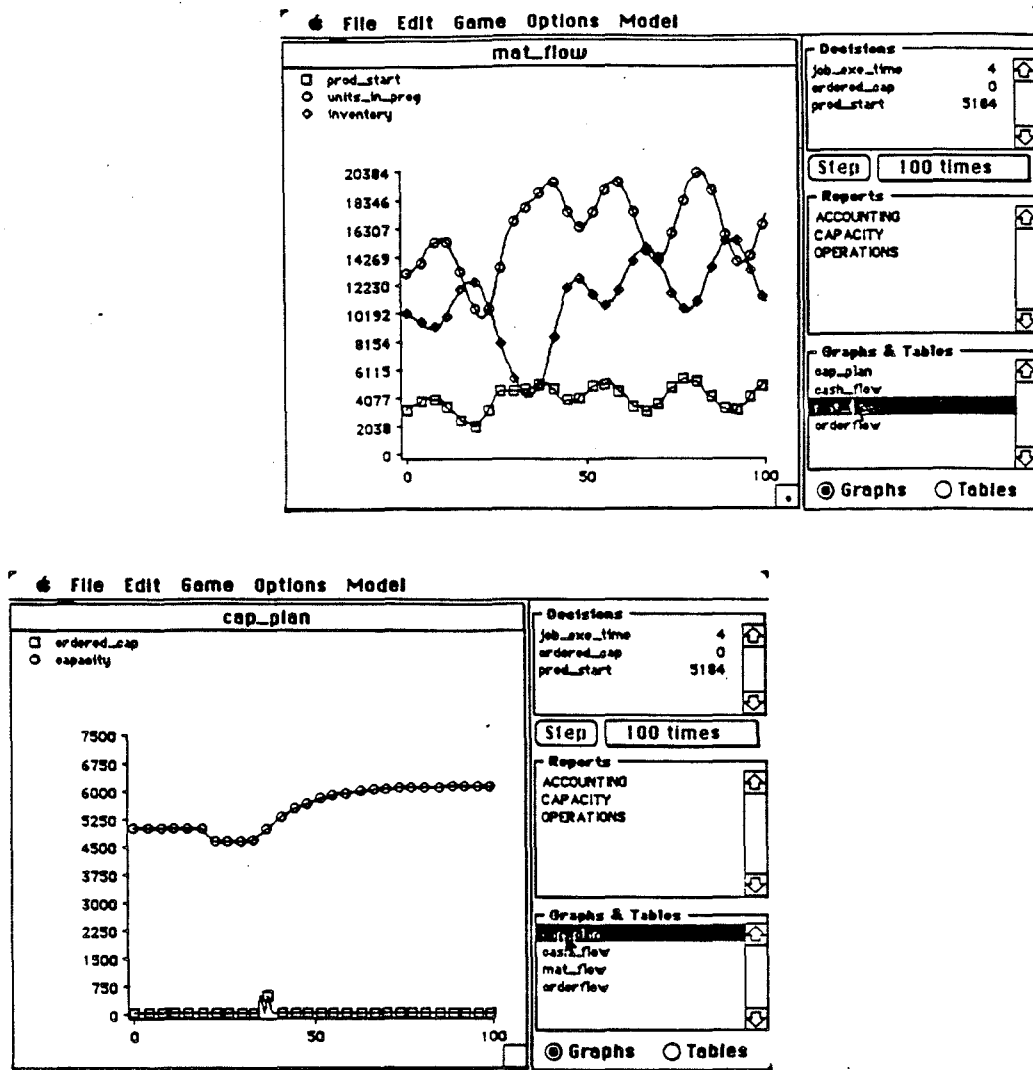 File Edit Game Options Model
mat_flow
prod_start
units_in_prog
inventory
20384
18346
16307
14269
12230
10192
8154
6115
4077
2038
0
0 50 100
Decisions
job_exe_time 4
ordered_cap 0
prod_start 5184
Step 100 times
Reports
ACCOUNTING
CAPACITY
OPERATIONS
Graphs & Tables
cap_plan
cash_flow
orderflow
Graphs Tables
File Edit Game Options Model
cap_plan
ordered_cap
capacity
7500
6750
6000
5250
4500
3750
3000
2250
1500
750
0
0 50 100
Decisions
job_exe_time 4
ordered_cap 0
prod_start 5184
Step 100 times
Reports
ACCOUNTING
CAPACITY
OPERATIONS
Graphs & Tables
cash_flow
mat_flow
orderflow
Graphs Tables